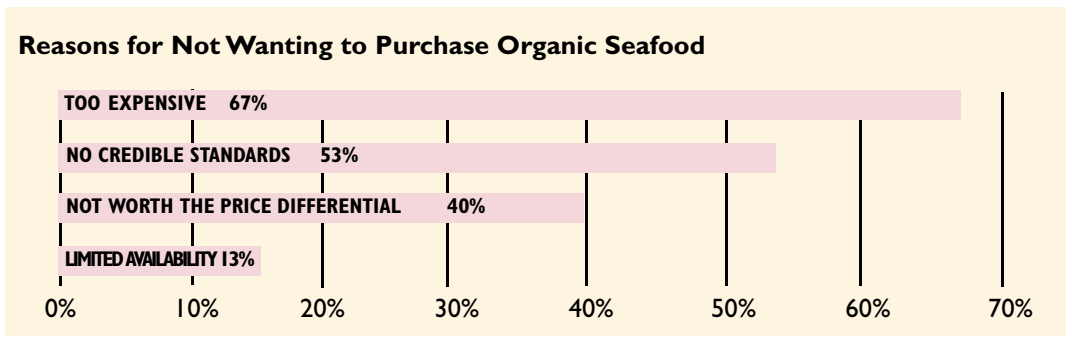 Reasons for Not Wanting to Purchase Organic Seafood
TOO EXPENSIVE 67%
NO CREDIBLE STANDARDS 53%
NOT WORTH THE PRICE DIFFERENTIAL 40%
LIMITED AVAILABILITY 13%
0% 10% 20% 30% 40% 50% 60% 70%